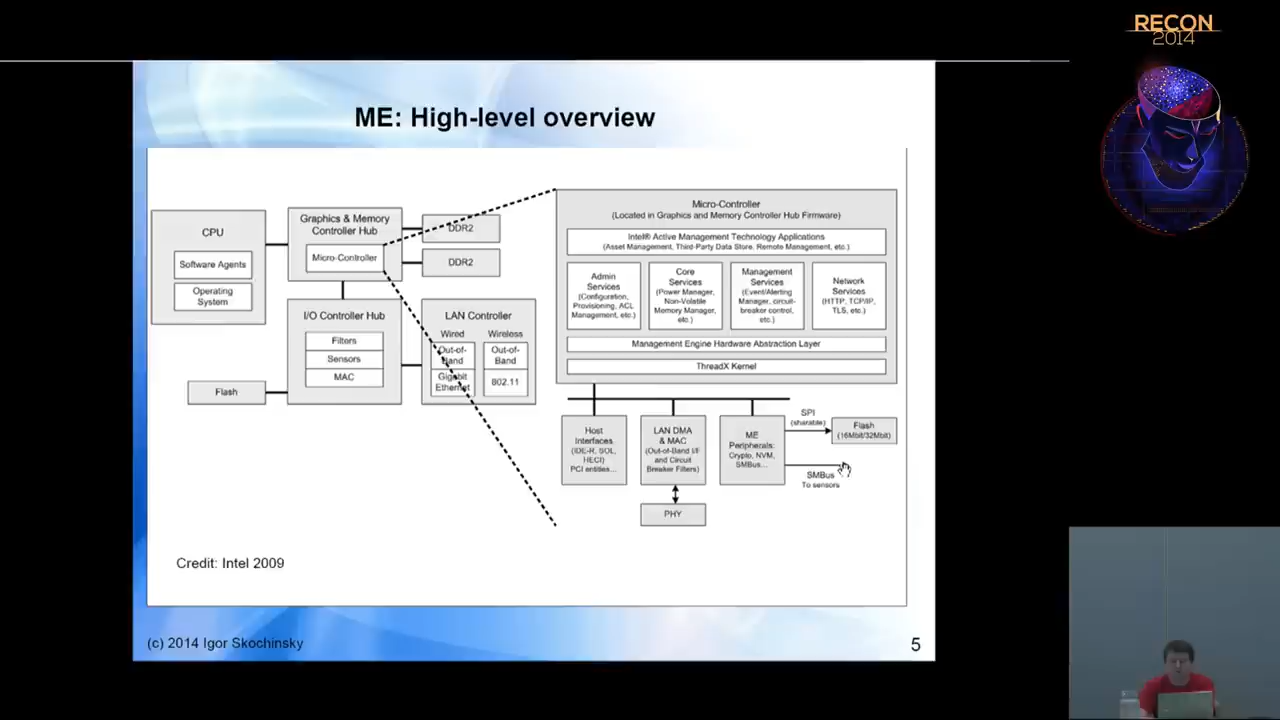 RECON
2014
ME: High-level overview
CPU
Software Agents
Operating
System
Graphics & Memory
Controller Hub
Micro-Controller
DDR2
DDR2
I/O Controller Hub
Filters
Sensors
MAC
Flash
LAN Controller
Wired
Wireless
Out-of-
Band
Gigabit
Ethernet
Out-of-
Band
802.11
Micro-Controller
(Located in Graphics and Memory Controller Hub Firmware)
Intel® Active Management Technology Applications
(Asset Management, Third-Party Data Store, Remote Management, etc.)
Admin
Services
(Configuration,
Provisioning, ACL
Management, etc.)
Core
Services
(Power Manager,
Non-Volatile
Memory Manager,
etc.)
Management
Services
(Event/Alerting
Manager, circuit-
breaker control,
etc.)
Network
Services
(HTTP, TCP/IP,
TLS, etc.)
Management Engine Hardware Abstraction Layer
ThreadX Kernel
Host
Interfaces
(IDE-R, SOL,
HECI)
PCI entities...
LAN DMA
& MAC
(Out-of-Band I/F
and Circuit
Breaker Filters)
ME
Peripherals:
Crypto, NVM,
SMBus...
SPI
(sharable)
Flash
(16Mbit/32Mbit)
SMBus
To sensors
PHY
Credit: Intel 2009
(c) 2014 Igor Skochinsky
5